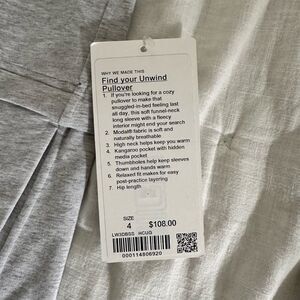 WHY WE MADE THIS
Find your Unwind
Pullover
1. If you're looking for a cozy
pullover to make that
snuggled-in-bed feeling last
all day, this soft funnel-neck
long sleeve with a fleecy
interior might end your search
2. Modalft fabric is soft and
naturally breathable
3. High neck helps keep you warm
4. Kangaroo pocket with hidden
media pocket
5. Thumbholes help keep sleeves
down and hands warm
6. Relaxed fit makes for easy
post-practice layering
7. Hip length
SIZE
4 $108.00
LW3DBSS HCUG
000114806920